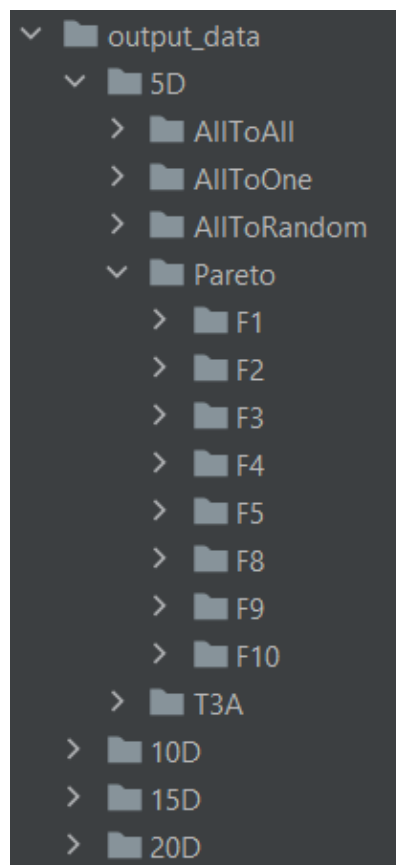 output_data
5D
AllToAll
AllToOne
AllToRandom
Pareto
F1
F2
F3
F4
F5
F8
F9
F10
T3A
10D
15D
20D